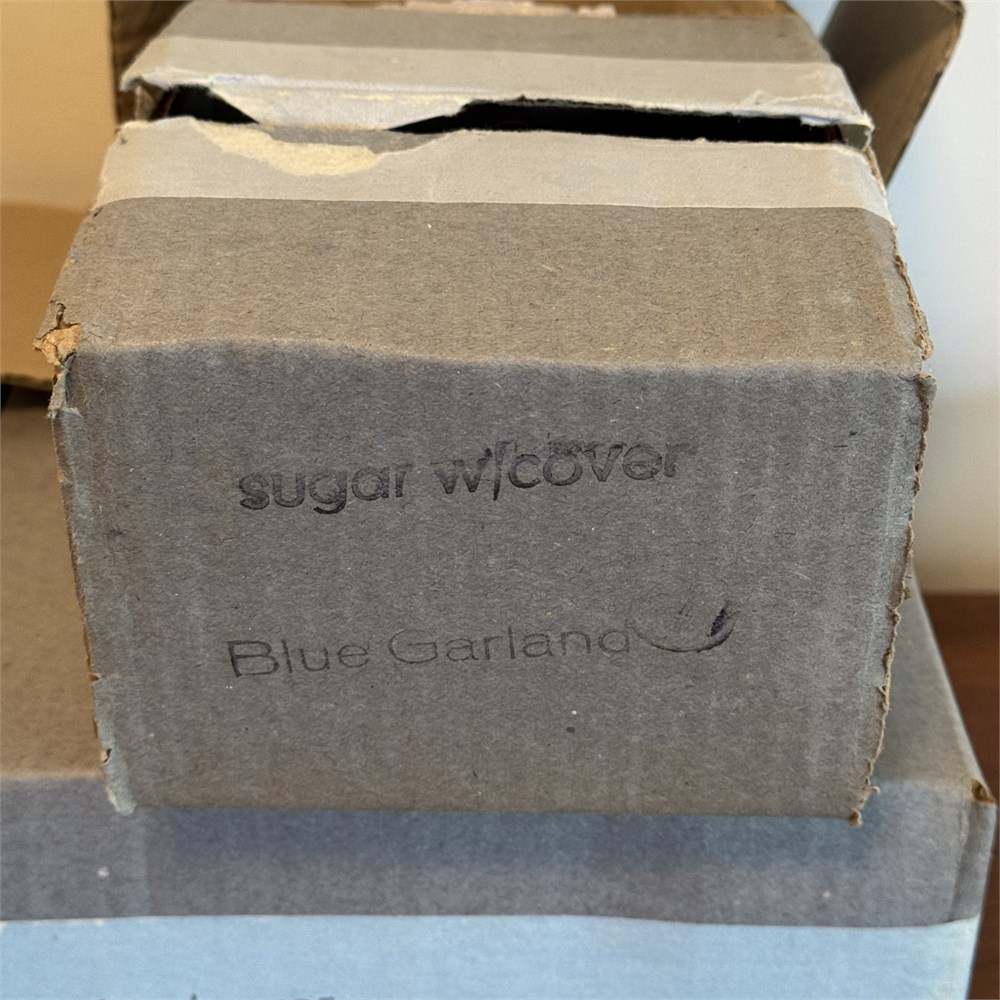 sugar w/cover
Blue Garland